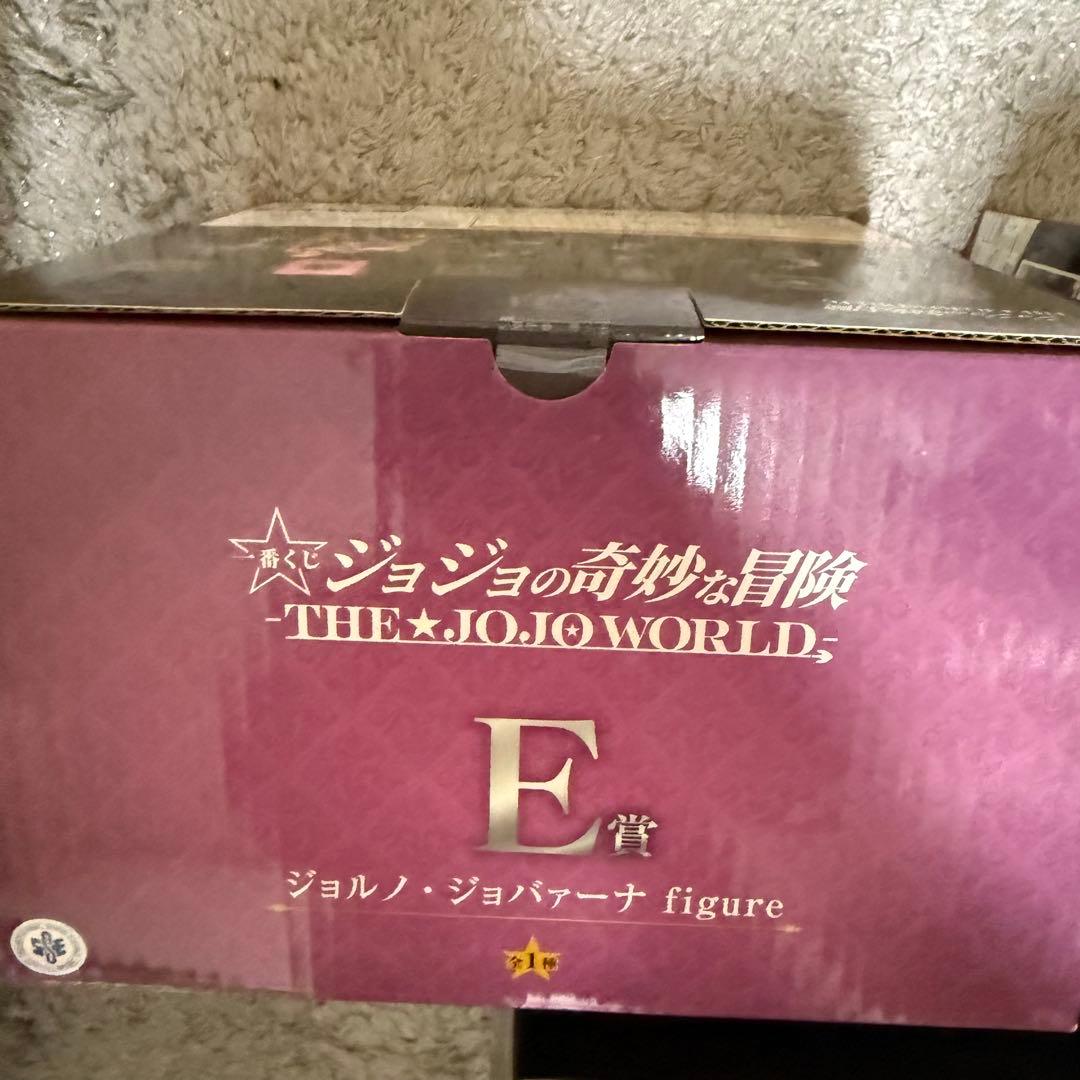 一番くじ ジョジョの奇妙な冒険
-THE★JOJO WORLD-
E賞
ジョルノ・ジョバァーナ figure
全1種